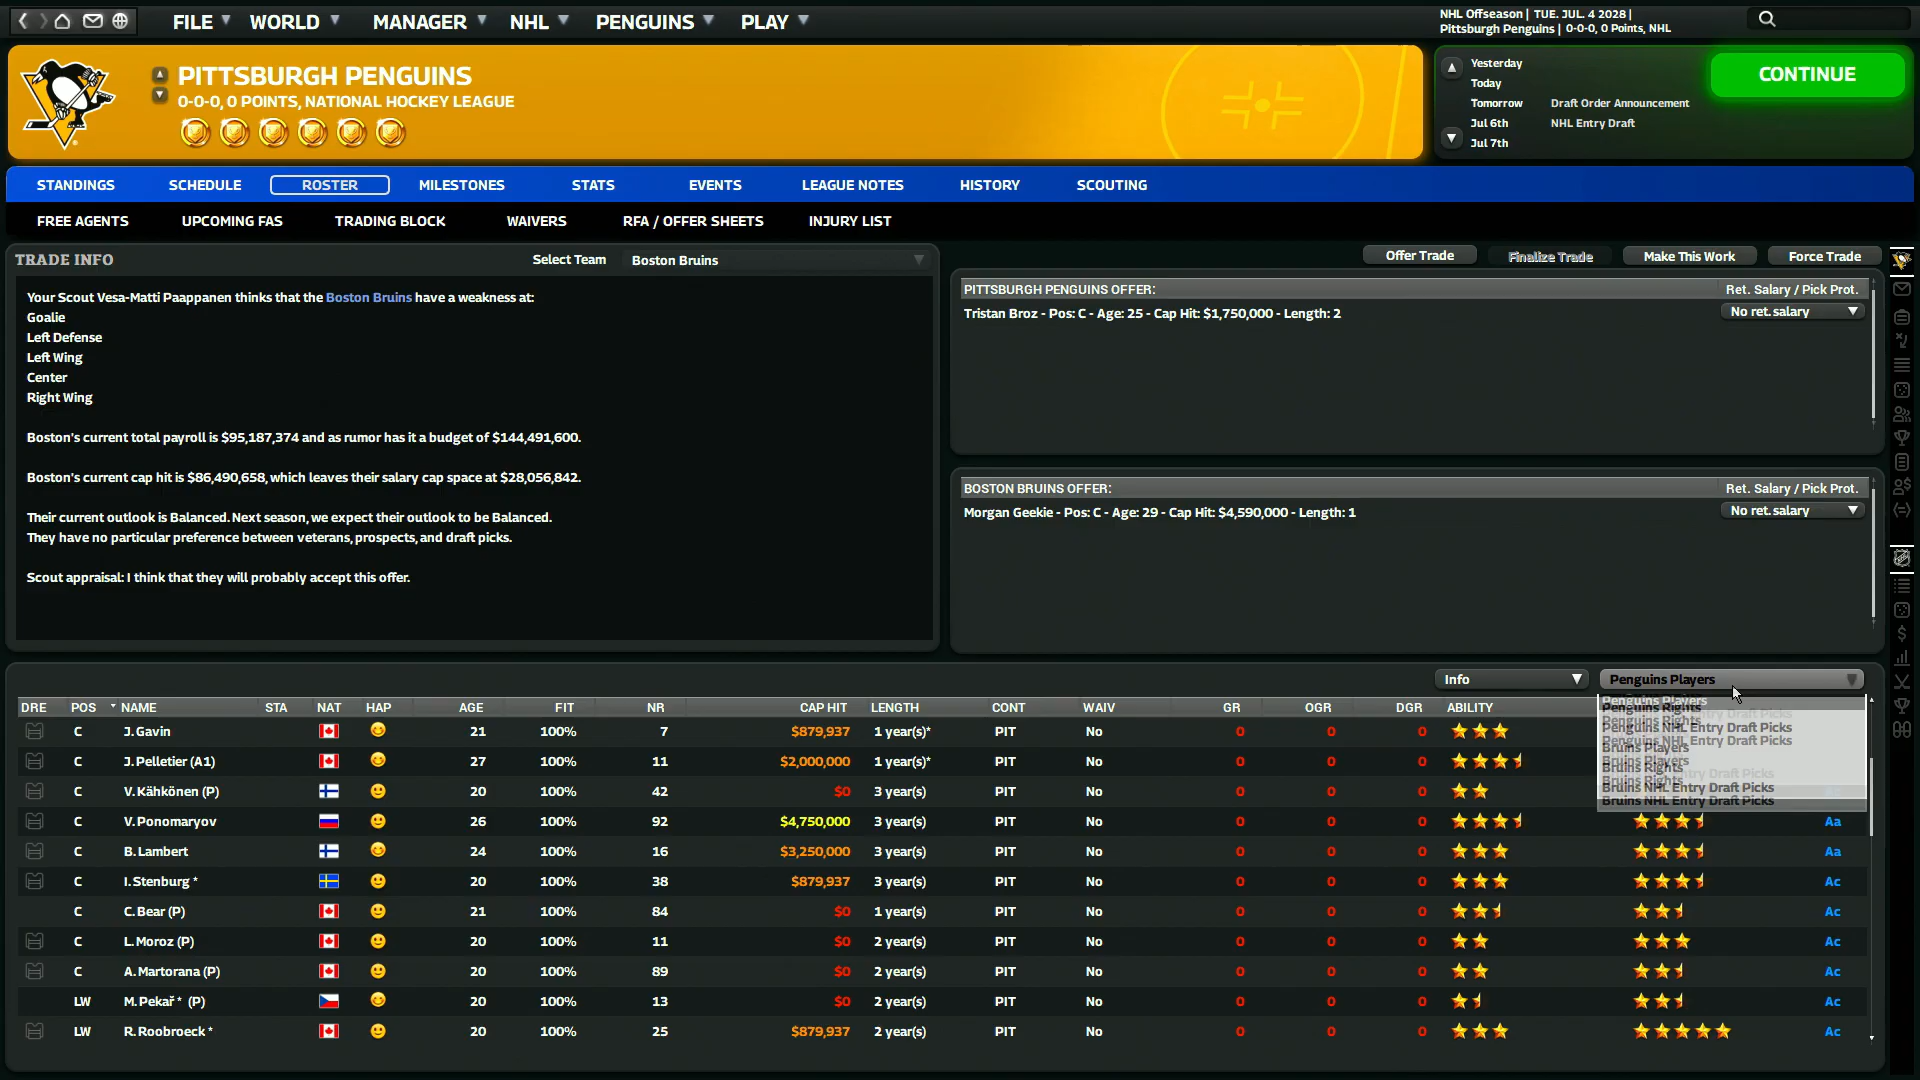 FILE WORLD MANAGER NHL PENGUINS PLAY
NHL Offseason | TUE. JUL. 4 2028 |
Pittsburgh Penguins | 0-0-0, 0 Points, NHL
PITTSBURGH PENGUINS
0-0-0, 0 POINTS, NATIONAL HOCKEY LEAGUE
Yesterday
Today
Tomorrow Draft Order Announcement
Jul 6th NHL Entry Draft
Jul 7th
CONTINUE
STANDINGS SCHEDULE ROSTER MILESTONES STATS EVENTS LEAGUE NOTES HISTORY SCOUTING
FREE AGENTS UPCOMING FAS TRADING BLOCK WAIVERS RFA / OFFER SHEETS INJURY LIST
TRADE INFO
Select Team Boston Bruins
Your Scout Vesa-Matti Paappanen thinks that the Boston Bruins have a weakness at:
Goalie
Left Defense
Left Wing
Center
Right Wing
Boston's current total payroll is $95,187,374 and as rumor has it a budget of $144,491,600.
Boston's current cap hit is $86,490,658, which leaves their salary cap space at $28,056,842.
Their current outlook is Balanced. Next season, we expect their outlook to be Balanced.
They have no particular preference between veterans, prospects, and draft picks.
Scout appraisal: I think that they will probably accept this offer.
Offer Trade Finalize Trade Make This Work Force Trade
PITTSBURGH PENGUINS OFFER: Ret. Salary / Pick Prot.
Tristan Broz - Pos: C - Age: 25 - Cap Hit: $1,750,000 - Length: 2 No ret. salary
BOSTON BRUINS OFFER: Ret. Salary / Pick Prot.
Morgan Geekie - Pos: C - Age: 29 - Cap Hit: $4,590,000 - Length: 1 No ret. salary
Info Penguins Players
Penguins Players
Penguins Rights
Penguins NHL Entry Draft Picks
Bruins Players
Bruins Rights
Bruins NHL Entry Draft Picks
DRE POS NAME STA NAT HAP AGE FIT NR CAP HIT LENGTH CONT WAIV GR OGR DGR ABILITY
C J. Gavin 21 100% 7 $879,937 1 year(s)* PIT No 0 0 0
C J. Pelletier (A1) 27 100% 11 $2,000,000 1 year(s)* PIT No 0 0 0
C V. Kähkönen (P) 20 100% 42 $0 3 year(s) PIT No 0 0 0
C V. Ponomaryov 26 100% 92 $4,750,000 3 year(s) PIT No 0 0 0 Aa
C B. Lambert 24 100% 16 $3,250,000 3 year(s) PIT No 0 0 0 Aa
C I. Stenburg * 20 100% 38 $879,937 3 year(s) PIT No 0 0 0 Ac
C C. Bear (P) 21 100% 84 $0 1 year(s) PIT No 0 0 0 Ac
C L. Moroz (P) 20 100% 11 $0 2 year(s) PIT No 0 0 0 Ac
C A. Martorana (P) 20 100% 89 $0 2 year(s) PIT No 0 0 0 Ac
LW M. Pekař * (P) 20 100% 13 $0 2 year(s) PIT No 0 0 0 Ac
LW R. Roobroeck * 20 100% 25 $879,937 2 year(s) PIT No 0 0 0 Ac